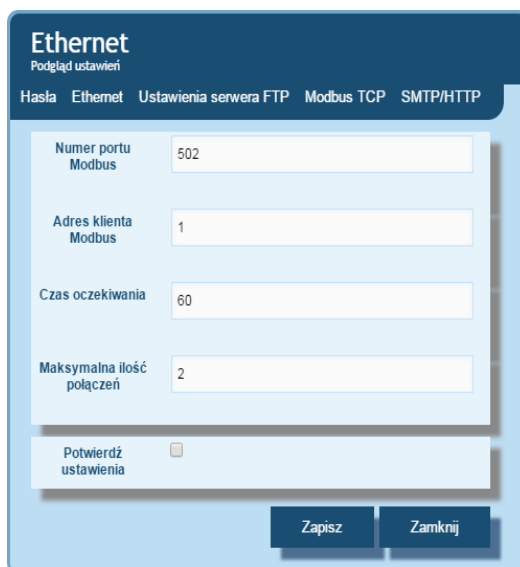 Ethernet
Podgląd ustawień
Hasła Ethernet Ustawienia serwera FTP Modbus TCP SMTP/HTTP
Numer portu
Modbus
502
Adres klienta
Modbus
1
Czas oczekiwania
60
Maksymalna ilość
połączeń
2
Potwierdź
ustawienia
Zapisz Zamknij